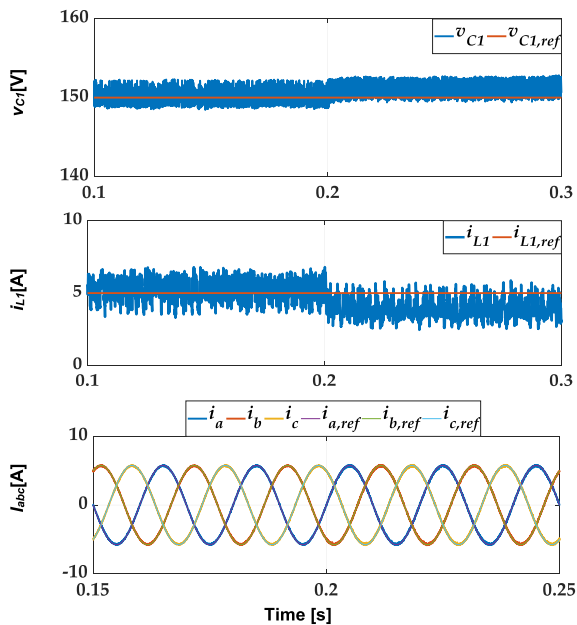 v_C1 v_C1,ref
160
150
140
v_C1[V]
0.1 0.2 0.3
i_L1 i_L1,ref
10
5
0
i_L1[A]
0.1 0.2 0.3
i_a i_b i_c i_a,ref i_b,ref i_c,ref
10
0
-10
I_abc[A]
0.15 0.2 0.25
Time [s]